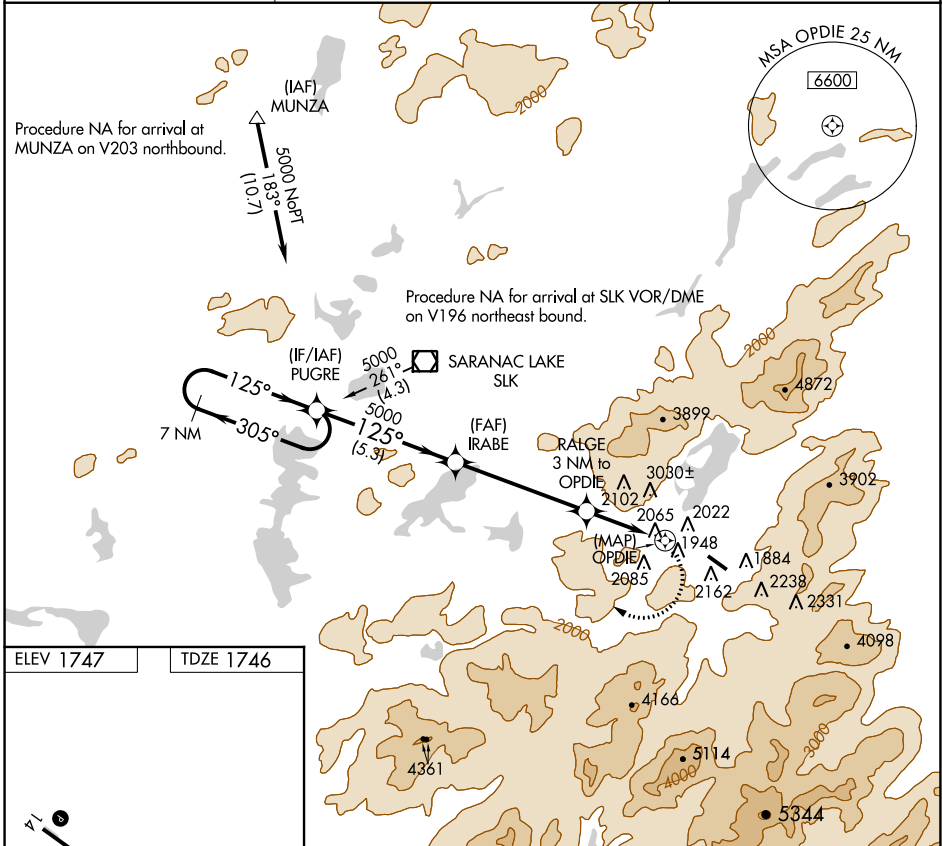 MSA OPDIE 25 NM
6600
(IAF)
MUNZA
2000
Procedure NA for arrival at
MUNZA on V203 northbound.
5000 NoPT
183°
(10.7)
Procedure NA for arrival at SLK VOR/DME
on V196 northeast bound.
2000
(IF/IAF)
PUGRE
5000
261°
(4.3)
SARANAC LAKE
SLK
125°
4872
7 NM
305°
5000
125°
(5.3)
(FAF)
IRABE
3899
RALGE
3 NM to
OPDIE
2102
3030±
3902
2065
2022
(MAP)
OPDIE
1948
2085
2162
1884
2238
2331
2000
4098
ELEV 1747
TDZE 1746
4166
4361
5114
4000
3000
5344
14
P